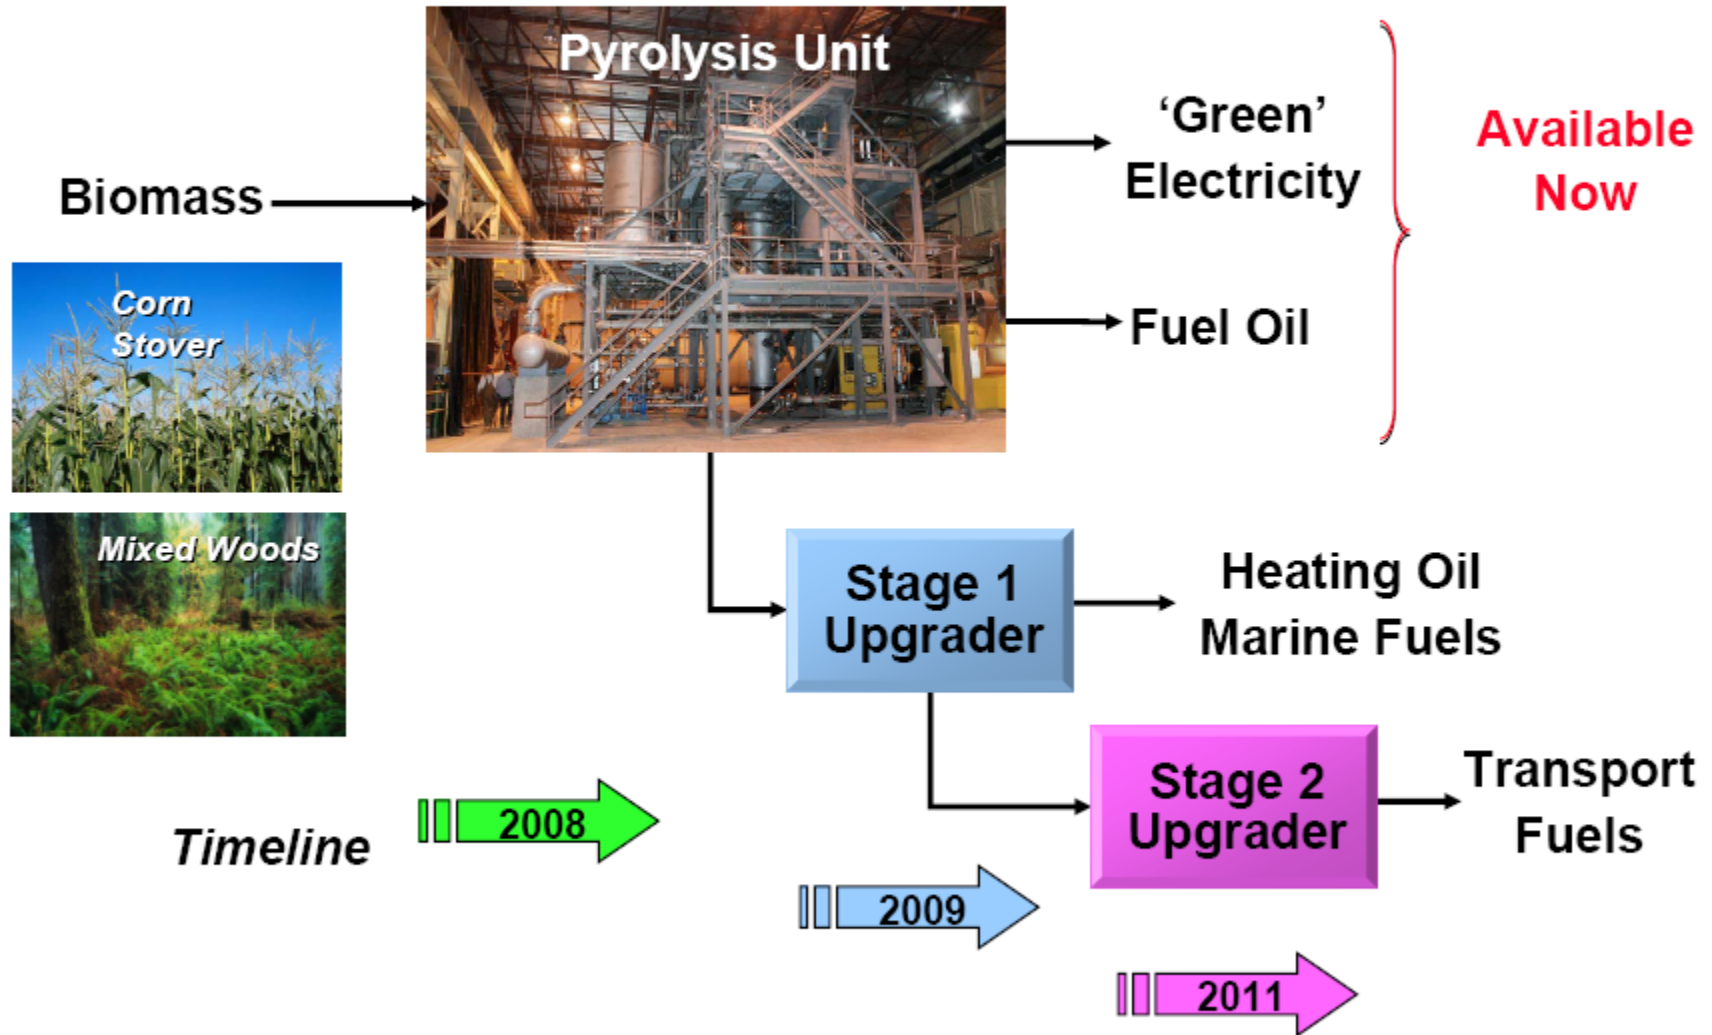 Pyrolysis Unit
‘Green’
Electricity
Available
Now
Biomass
Corn
Stover
Fuel Oil
Mixed Woods
Stage 1
Upgrader
Heating Oil
Marine Fuels
Stage 2
Upgrader
Transport
Fuels
Timeline
2008
2009
2011